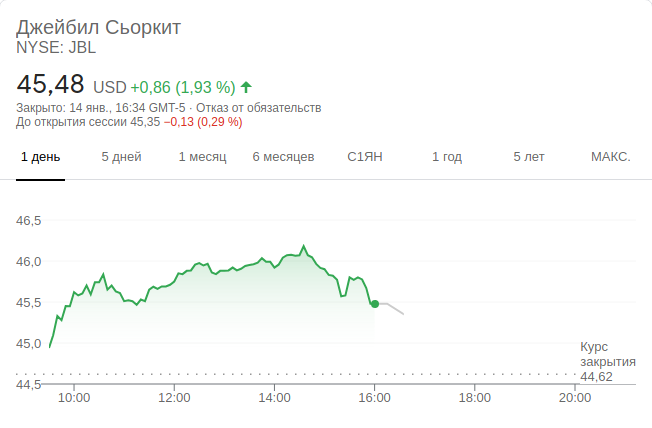 Джейбил Сьоркит
NYSE: JBL
45,48 USD +0,86 (1,93 %)
Закрыто: 14 янв., 16:34 GMT-5 · Отказ от обязательств
До открытия сессии 45,35 −0,13 (0,29 %)
1 день 5 дней 1 месяц 6 месяцев С1ЯН 1 год 5 лет МАКС.
46,5
46,0
45,5
45,0
Курс
закрытия
44,62
44,5
10:00 12:00 14:00 16:00 18:00 20:00